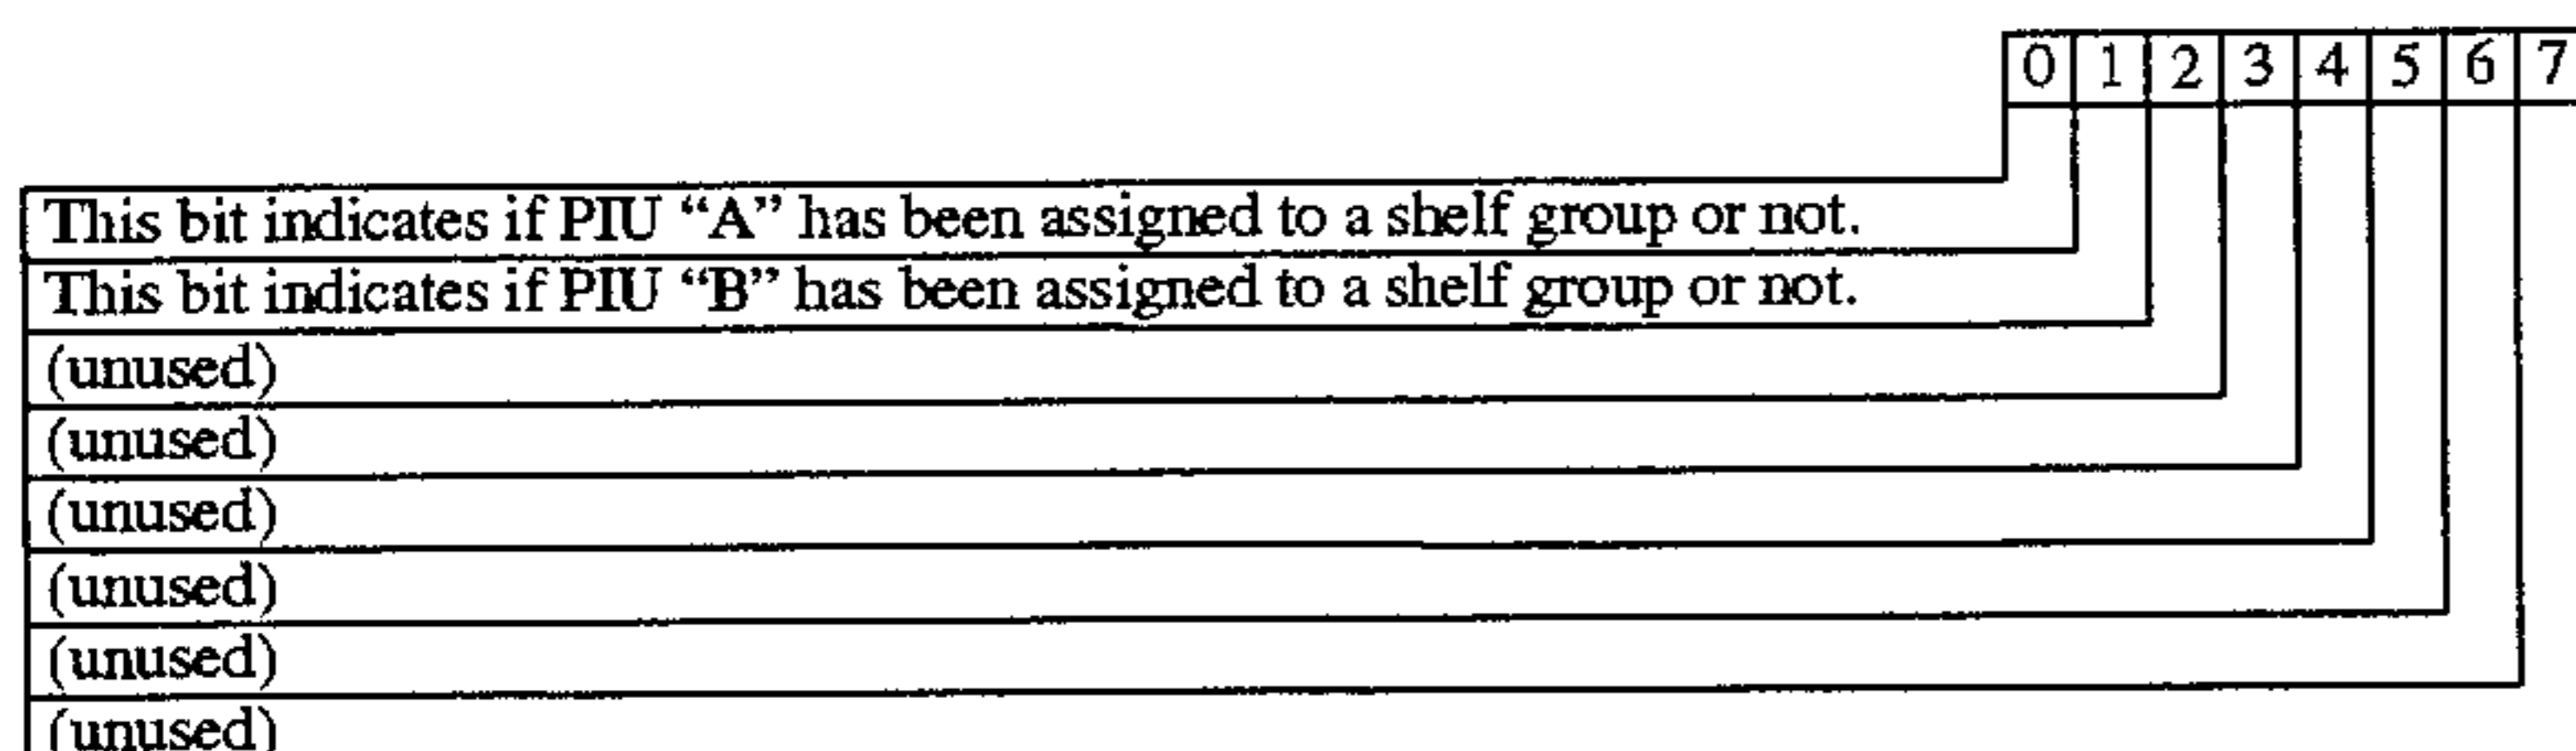 0 1 2 3 4 5 6 7
This bit indicates if PIU “A” has been assigned to a shelf group or not.
This bit indicates if PIU “B” has been assigned to a shelf group or not.
(unused)
(unused)
(unused)
(unused)
(unused)
(unused)